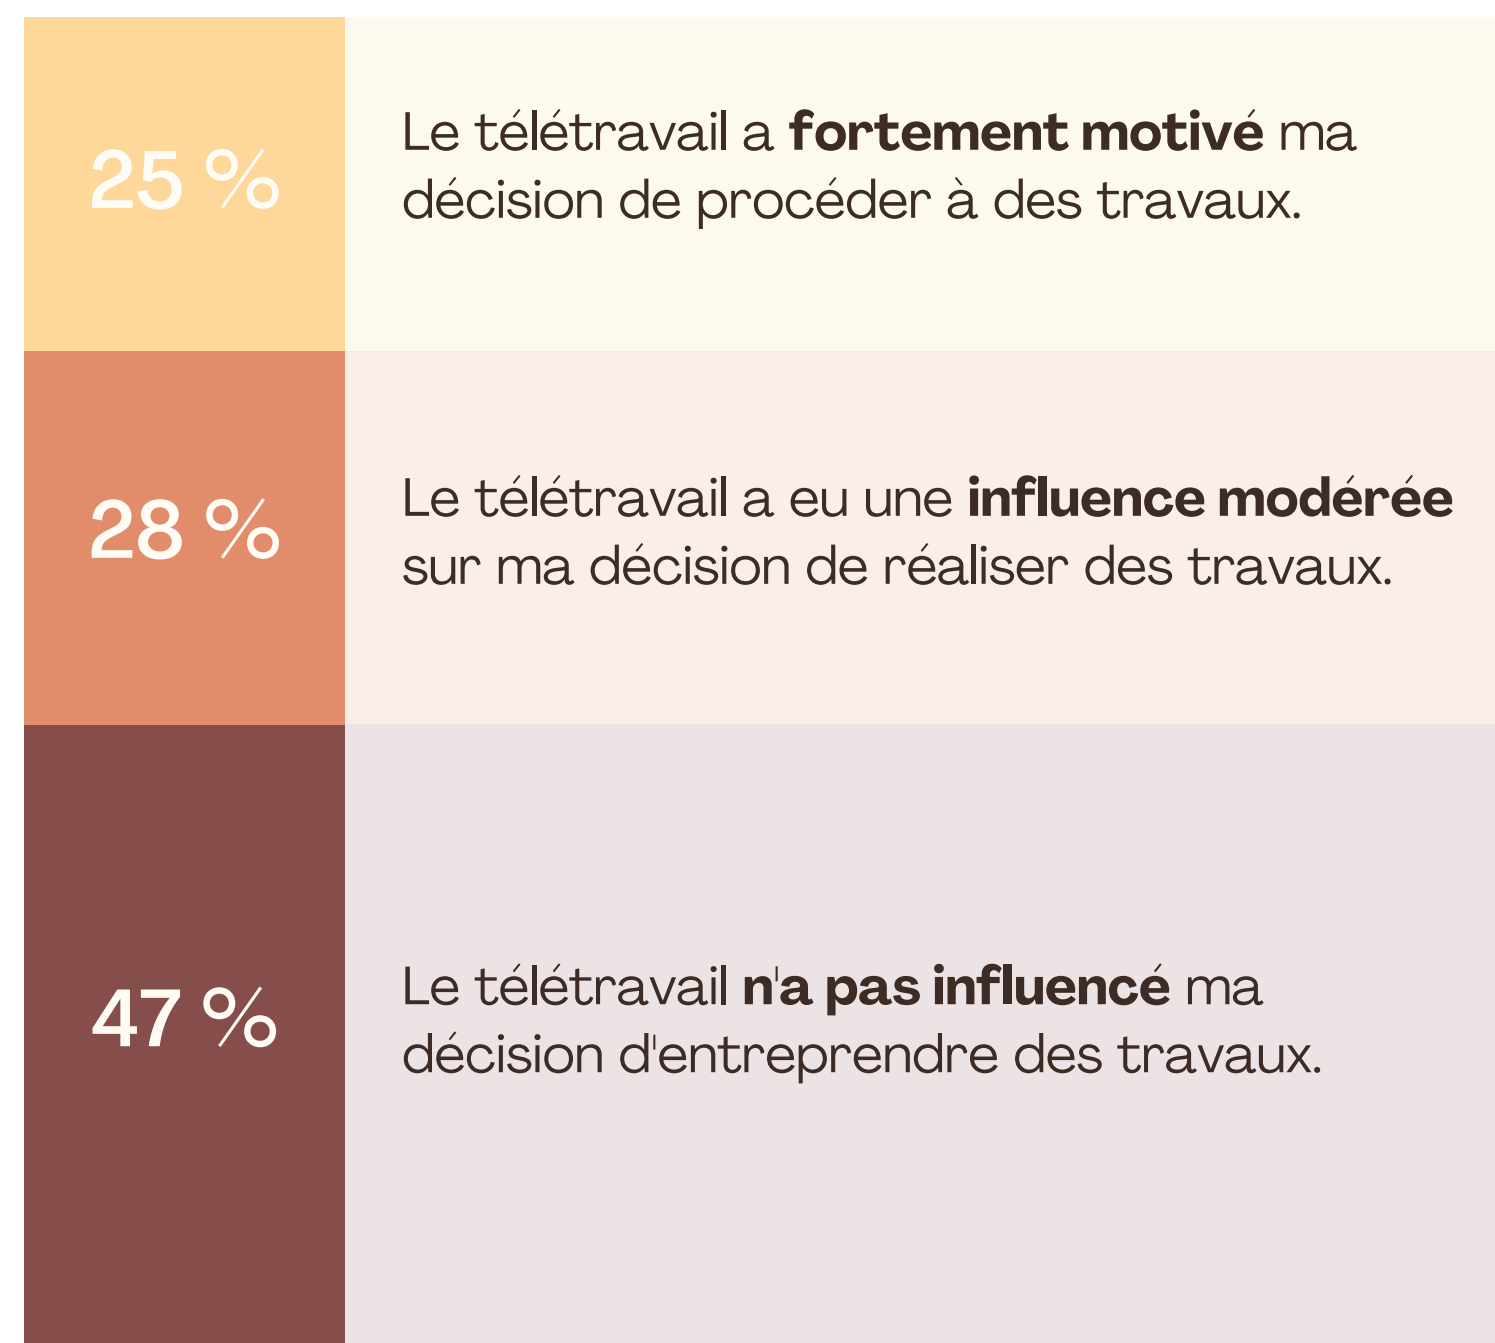 25 %
Le télétravail a fortement motivé ma
décision de procéder à des travaux.
28 %
Le télétravail a eu une influence modérée
sur ma décision de réaliser des travaux.
47 %
Le télétravail n'a pas influencé ma
décision d'entreprendre des travaux.